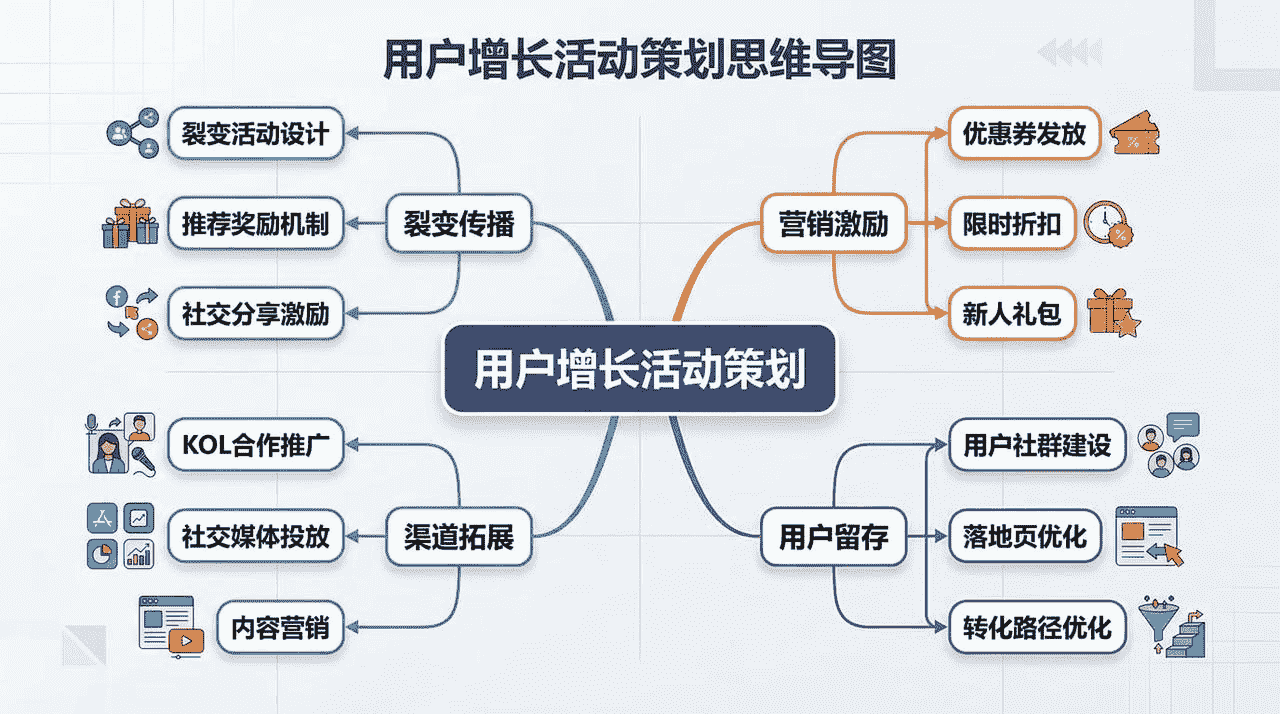 用户增长活动策划思维导图
裂变活动设计
推荐奖励机制
社交分享激励
裂变传播
营销激励
优惠券发放
限时折扣
新人礼包
用户增长活动策划
KOL合作推广
社交媒体投放
内容营销
渠道拓展
用户留存
用户社群建设
落地页优化
转化路径优化